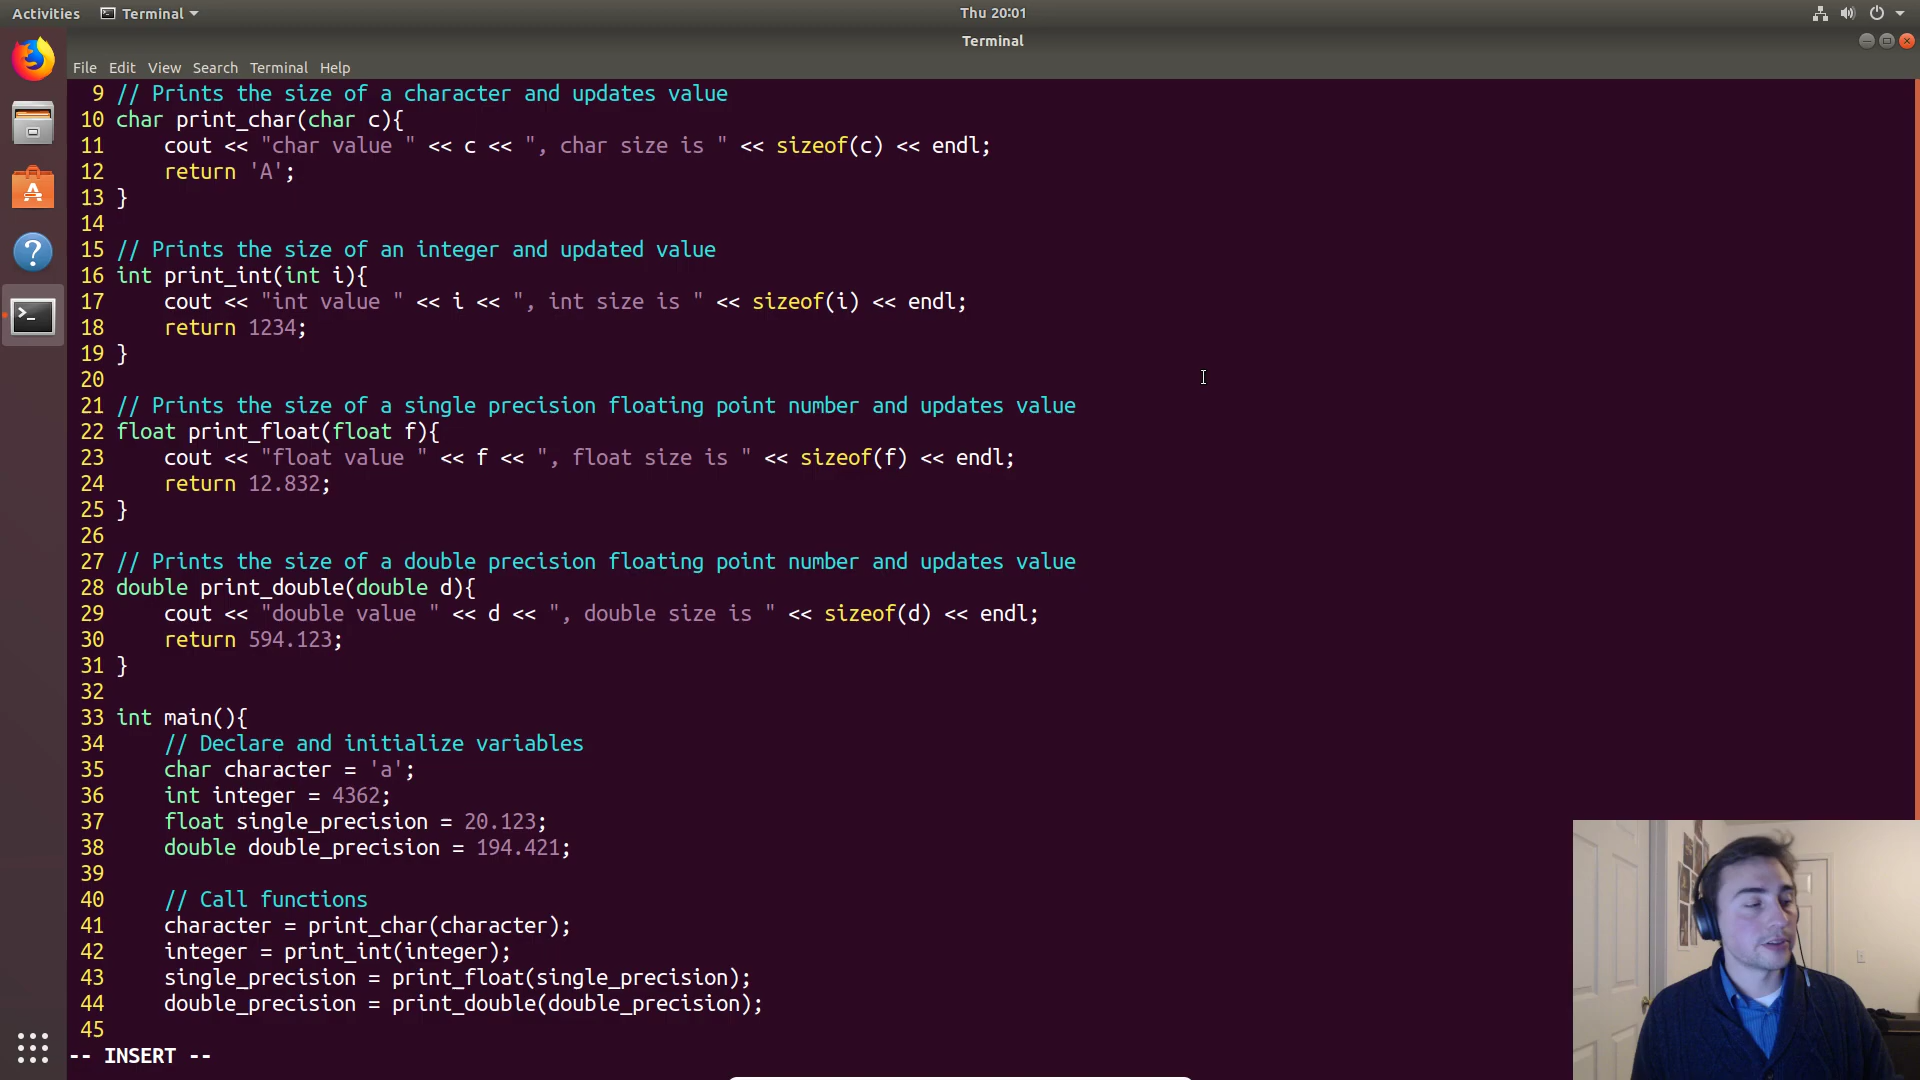 Activities Terminal Thu 20:01
Terminal
File Edit View Search Terminal Help
9 // Prints the size of a character and updates value
10 char print_char(char c){
11     cout << "char value " << c << ", char size is " << sizeof(c) << endl;
12     return 'A';
13 }
14
15 // Prints the size of an integer and updated value
16 int print_int(int i){
17     cout << "int value " << i << ", int size is " << sizeof(i) << endl;
18     return 1234;
19 }
20
21 // Prints the size of a single precision floating point number and updates value
22 float print_float(float f){
23     cout << "float value " << f << ", float size is " << sizeof(f) << endl;
24     return 12.832;
25 }
26
27 // Prints the size of a double precision floating point number and updates value
28 double print_double(double d){
29     cout << "double value " << d << ", double size is " << sizeof(d) << endl;
30     return 594.123;
31 }
32
33 int main(){
34     // Declare and initialize variables
35     char character = 'a';
36     int integer = 4362;
37     float single_precision = 20.123;
38     double double_precision = 194.421;
39
40     // Call functions
41     character = print_char(character);
42     integer = print_int(integer);
43     single_precision = print_float(single_precision);
44     double_precision = print_double(double_precision);
45
-- INSERT --